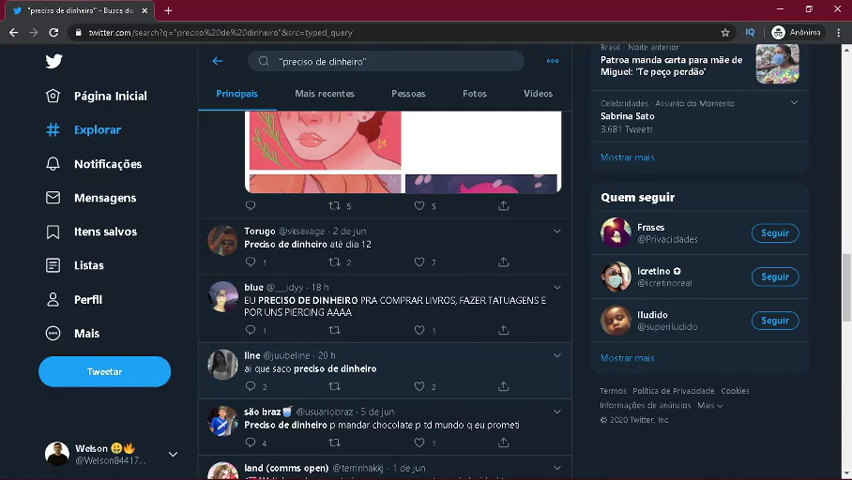 "preciso de dinheiro" - Busca do
twitter.com/search?q="preciso%20de%20dinheiro"&src=typed_query
Anônima
Página Inicial
Explorar
Notificações
Mensagens
Itens salvos
Listas
Perfil
Mais
Tweetar
Welson
@Welson84417...
"preciso de dinheiro"
Principais
Mais recentes
Pessoas
Fotos
Vídeos
5
5
Torugo @vksavage · 2 de jun
Preciso de dinheiro até dia 12
1
2
7
blue @___idyy · 18 h
EU PRECISO DE DINHEIRO PRA COMPRAR LIVROS, FAZER TATUAGENS E
POR UNS PIERCING AAAA
1
1
line @juubeline · 20 h
ai que saco preciso de dinheiro
2
2
são braz @usuariobraz · 5 de jun
Preciso de dinheiro p mandar chocolate p td mundo q eu prometi
4
1
land (comms open) @terrinhakkj · 1 de jun
Brasil · Noite anterior
Patroa manda carta para mãe de
Miguel: 'Te peço perdão'
Celebridades · Assunto do Momento
Sabrina Sato
3.681 Tweets
Mostrar mais
Quem seguir
Frases
@Privacidades
Seguir
icretino
@icretinoreal
Seguir
Iludido
@superiludido
Seguir
Mostrar mais
Termos Política de Privacidade Cookies
Informações de anúncios Mais
© 2020 Twitter, Inc.